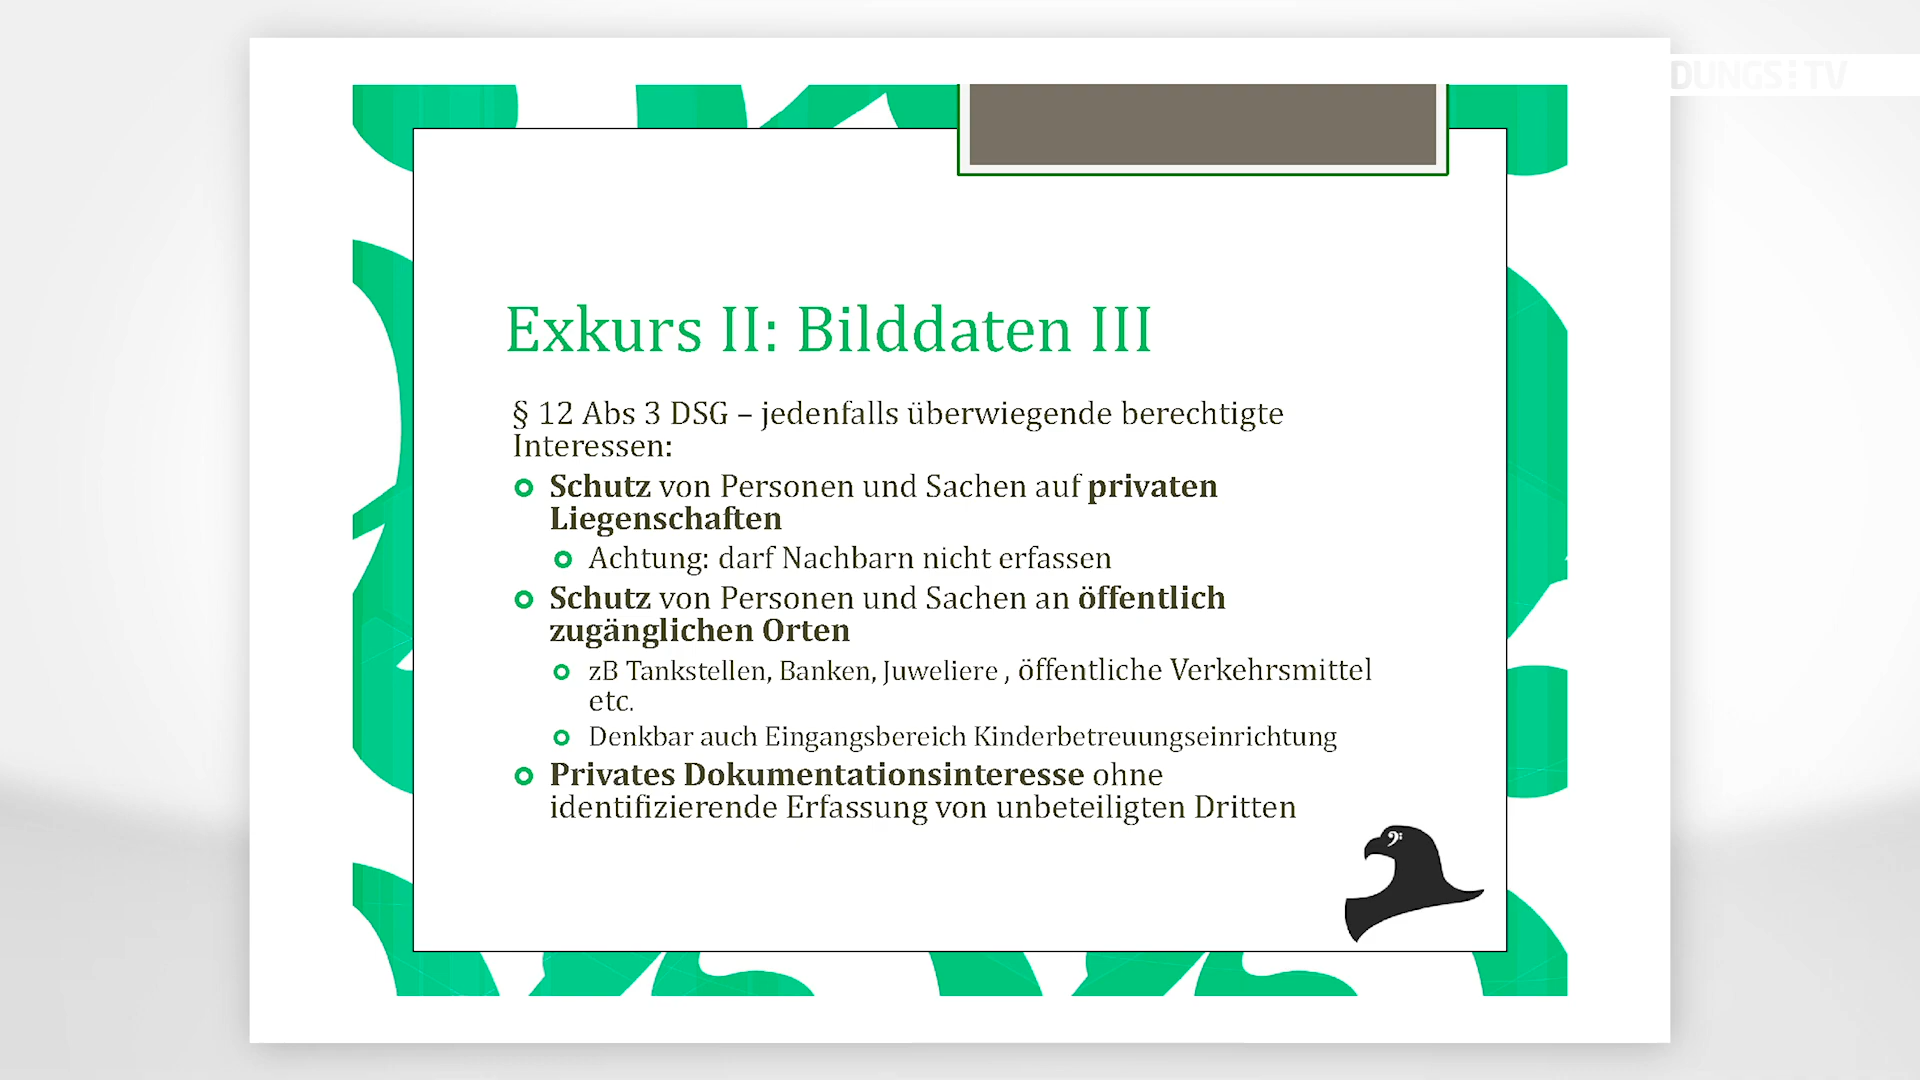 DUNGS TV
Exkurs II: Bilddaten III
§ 12 Abs 3 DSG – jedenfalls überwiegende berechtigte
Interessen:
Schutz von Personen und Sachen auf privaten
Liegenschaften
Achtung: darf Nachbarn nicht erfassen
Schutz von Personen und Sachen an öffentlich
zugänglichen Orten
zB Tankstellen, Banken, Juweliere , öffentliche Verkehrsmittel
etc.
Denkbar auch Eingangsbereich Kinderbetreuungseinrichtung
Privates Dokumentationsinteresse ohne
identifizierende Erfassung von unbeteiligten Dritten